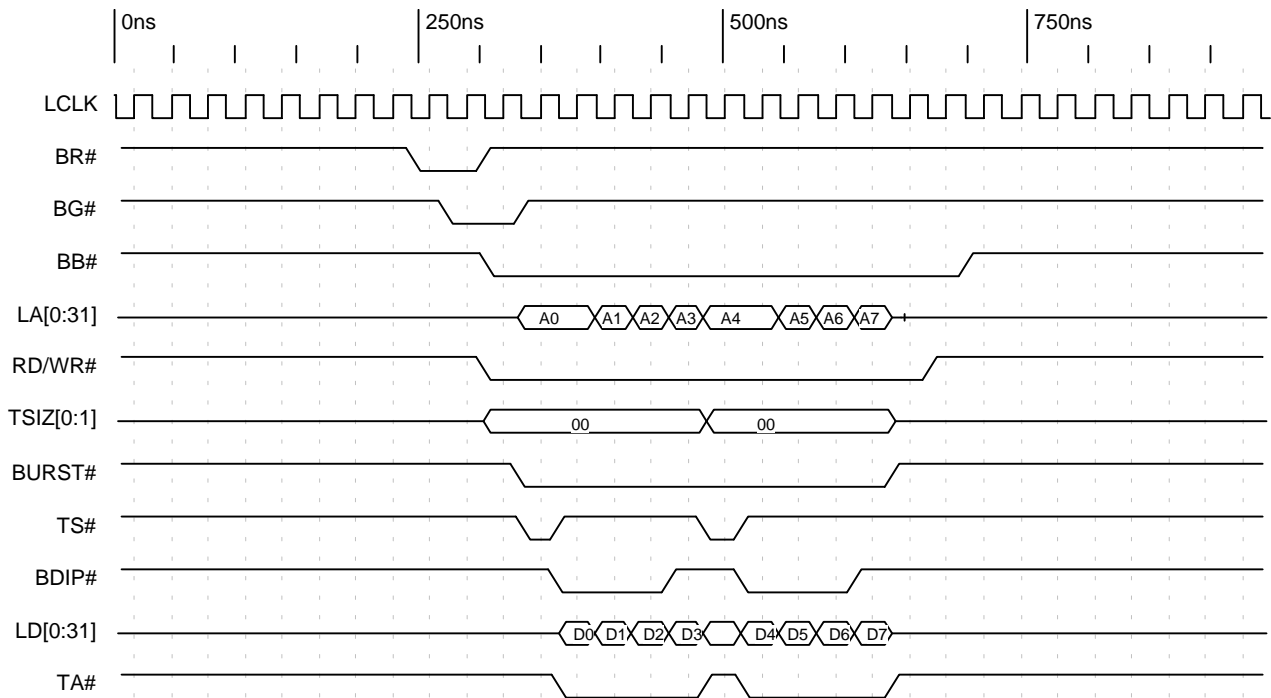 0ns 250ns 500ns 750ns
LCLK
BR#
BG#
BB#
LA[0:31] A0 A1 A2 A3 A4 A5 A6 A7
RD/WR#
TSIZ[0:1] 00 00
BURST#
TS#
BDIP#
LD[0:31] D0 D1 D2 D3 D4 D5 D6 D7
TA#